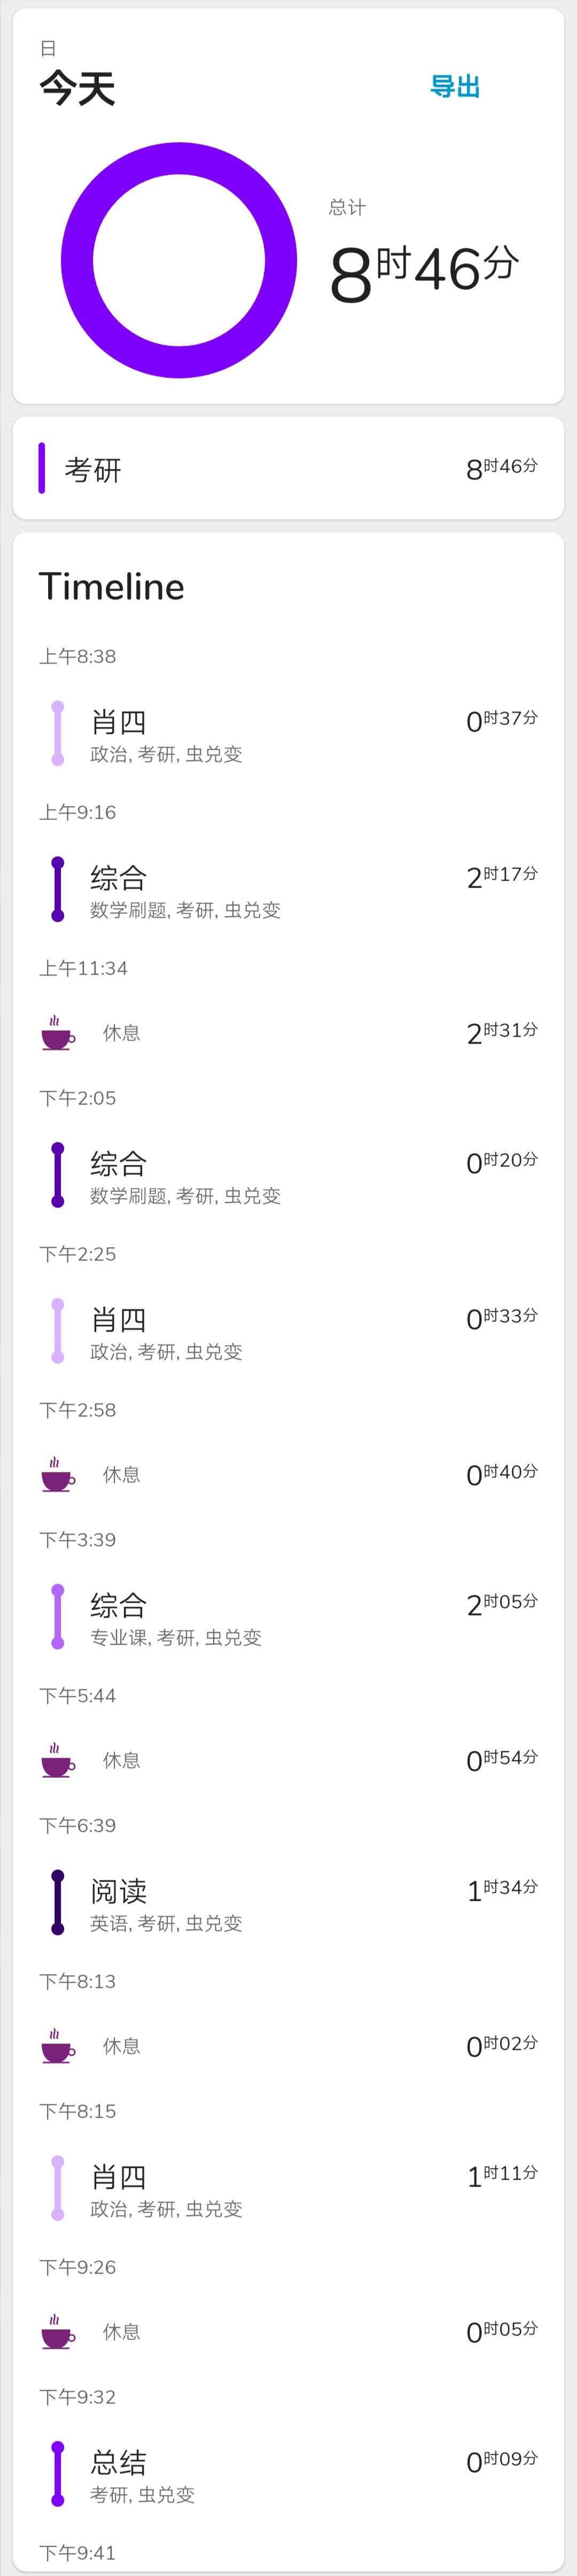 日
今天
导出
总计
8时46分
考研 8时46分
Timeline
上午8:38
肖四 0时37分
政治, 考研, 虫兑变
上午9:16
综合 2时17分
数学刷题, 考研, 虫兑变
上午11:34
休息 2时31分
下午2:05
综合 0时20分
数学刷题, 考研, 虫兑变
下午2:25
肖四 0时33分
政治, 考研, 虫兑变
下午2:58
休息 0时40分
下午3:39
综合 2时05分
专业课, 考研, 虫兑变
下午5:44
休息 0时54分
下午6:39
阅读 1时34分
英语, 考研, 虫兑变
下午8:13
休息 0时02分
下午8:15
肖四 1时11分
政治, 考研, 虫兑变
下午9:26
休息 0时05分
下午9:32
总结 0时09分
考研, 虫兑变
下午9:41